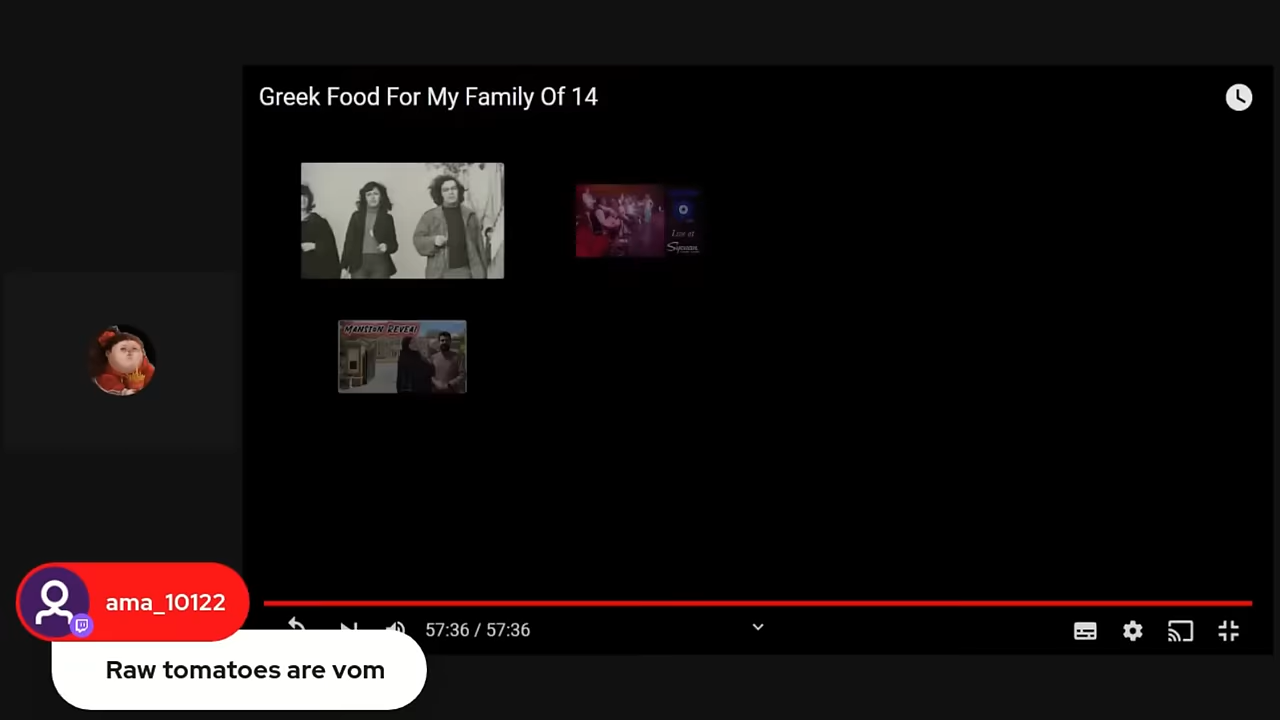 Greek Food For My Family Of 14
Live at
MANSION REVEAL
ama_10122
57:36 / 57:36
Raw tomatoes are vom